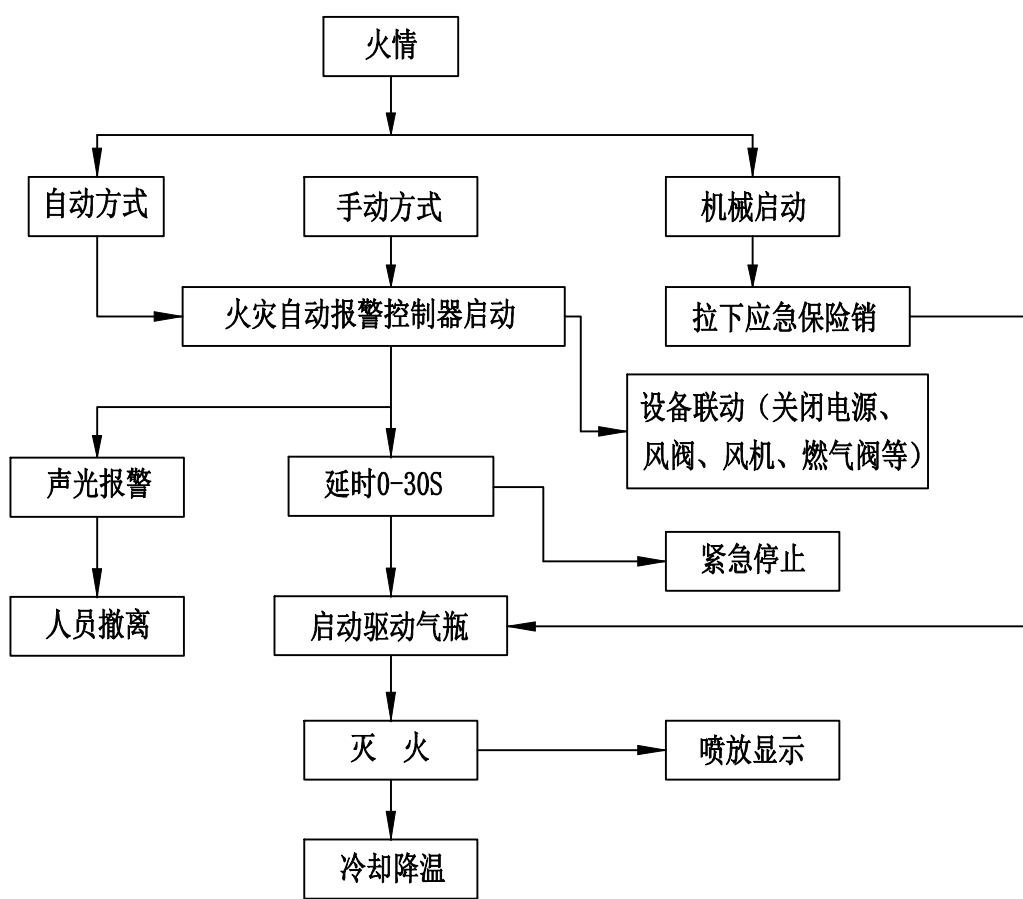 火情
自动方式
手动方式
机械启动
火灾自动报警控制器启动
拉下应急保险销
设备联动（关闭电源、
风阀、风机、燃气阀等）
声光报警
延时0-30S
紧急停止
人员撤离
启动驱动气瓶
灭 火
喷放显示
冷却降温